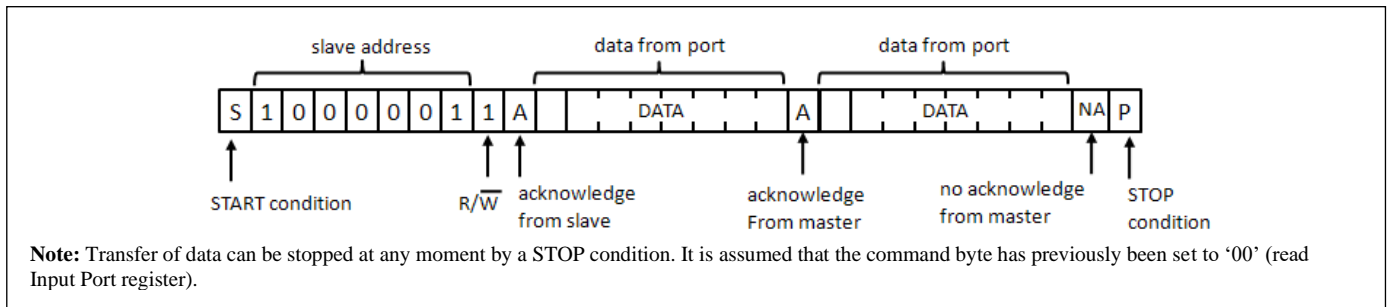 slave address data from port data from port
S 1 0 0 0 0 0 1 1 A DATA A DATA NA P
START condition R/W acknowledge from slave acknowledge From master no acknowledge from master STOP condition
Note: Transfer of data can be stopped at any moment by a STOP condition. It is assumed that the command byte has previously been set to ‘00’ (read
Input Port register).